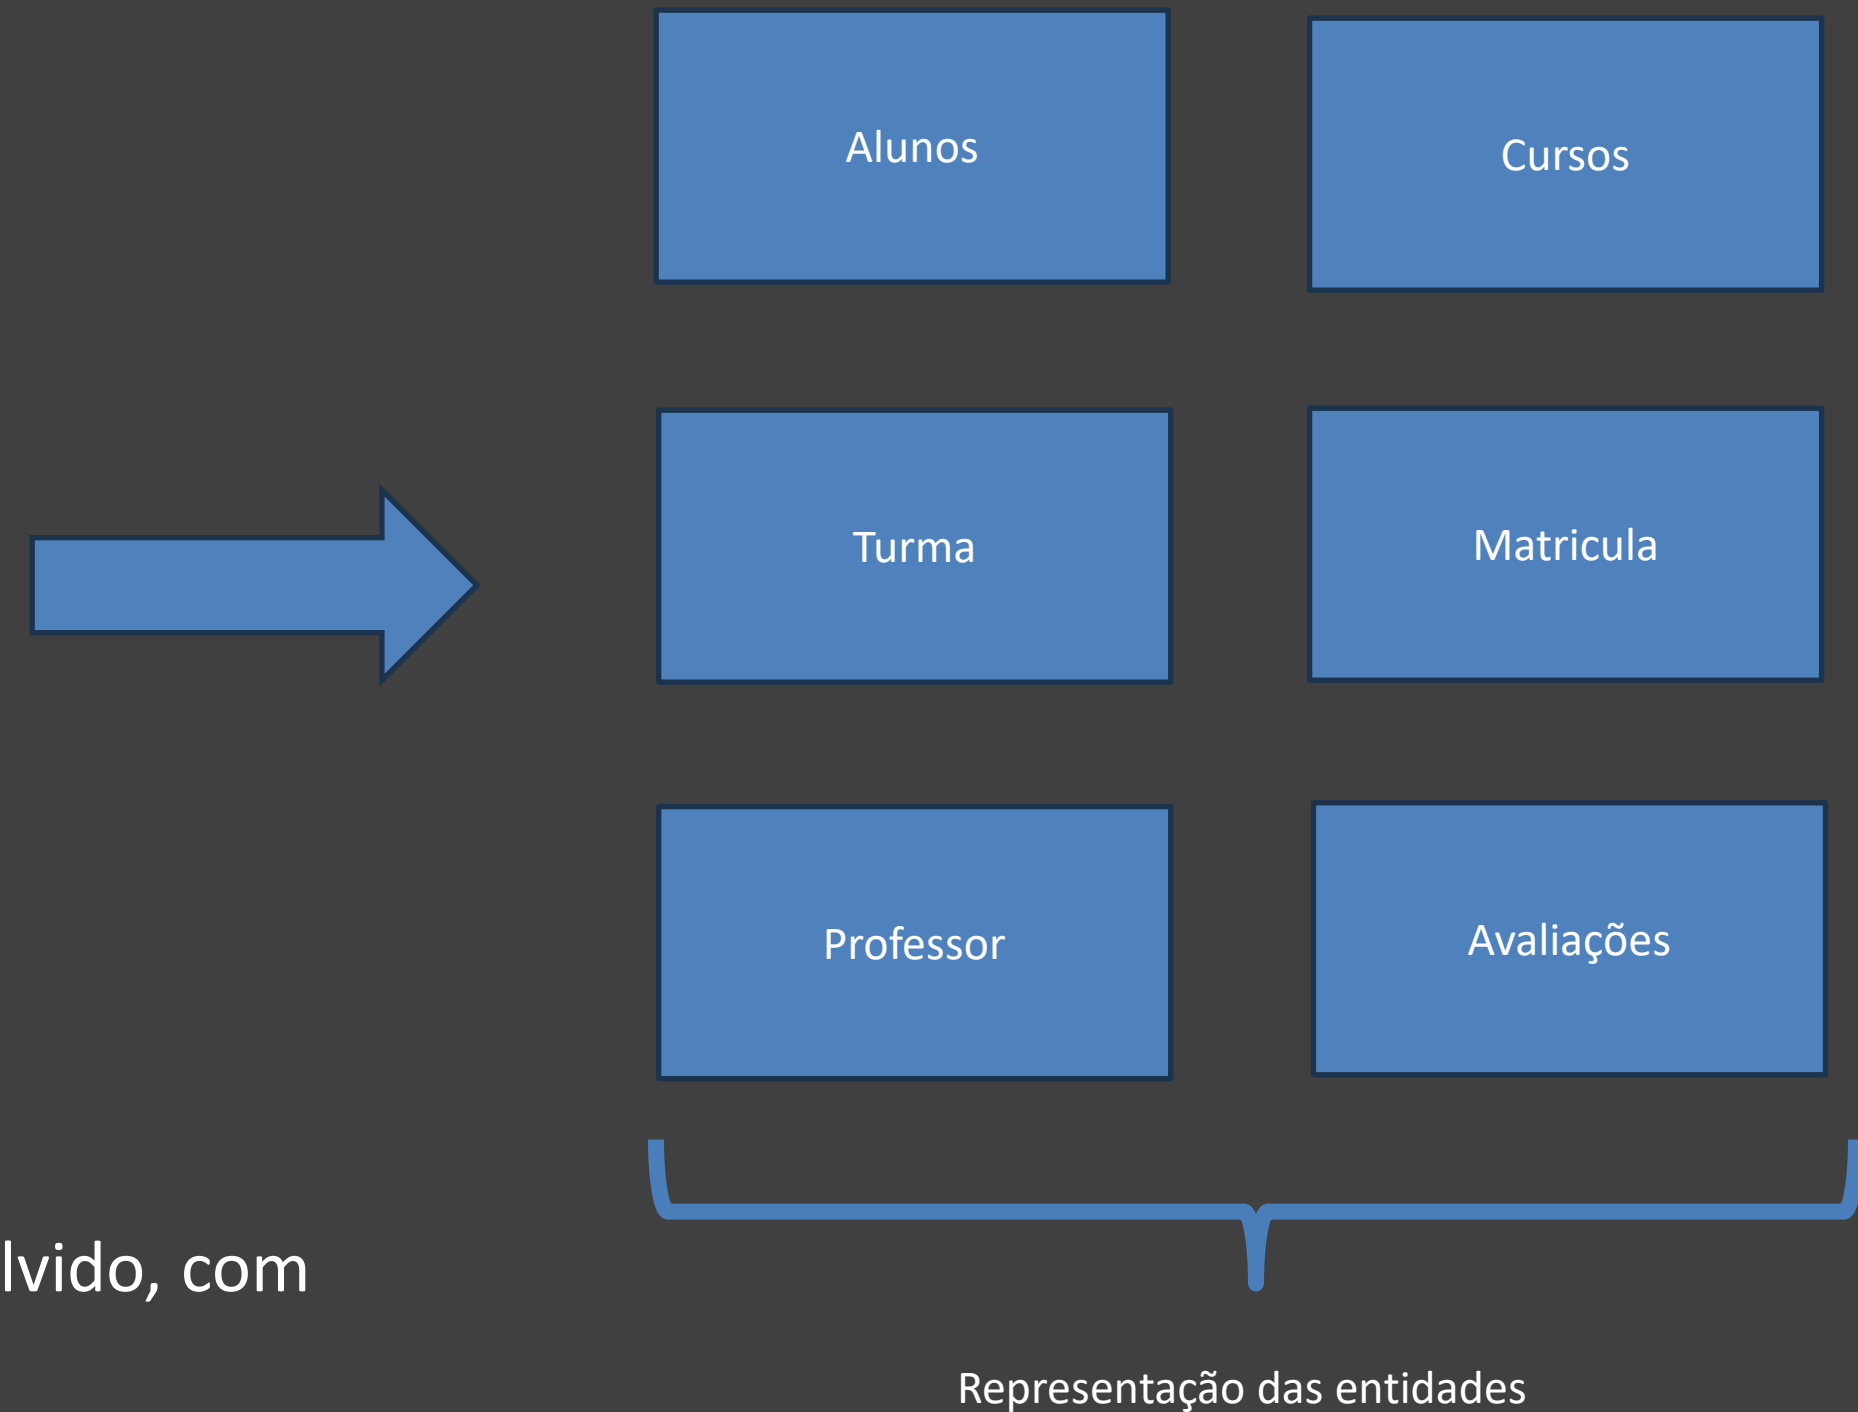 Alunos
Cursos
Turma
Matricula
Professor
Avaliações
lvido, com
Representação das entidades